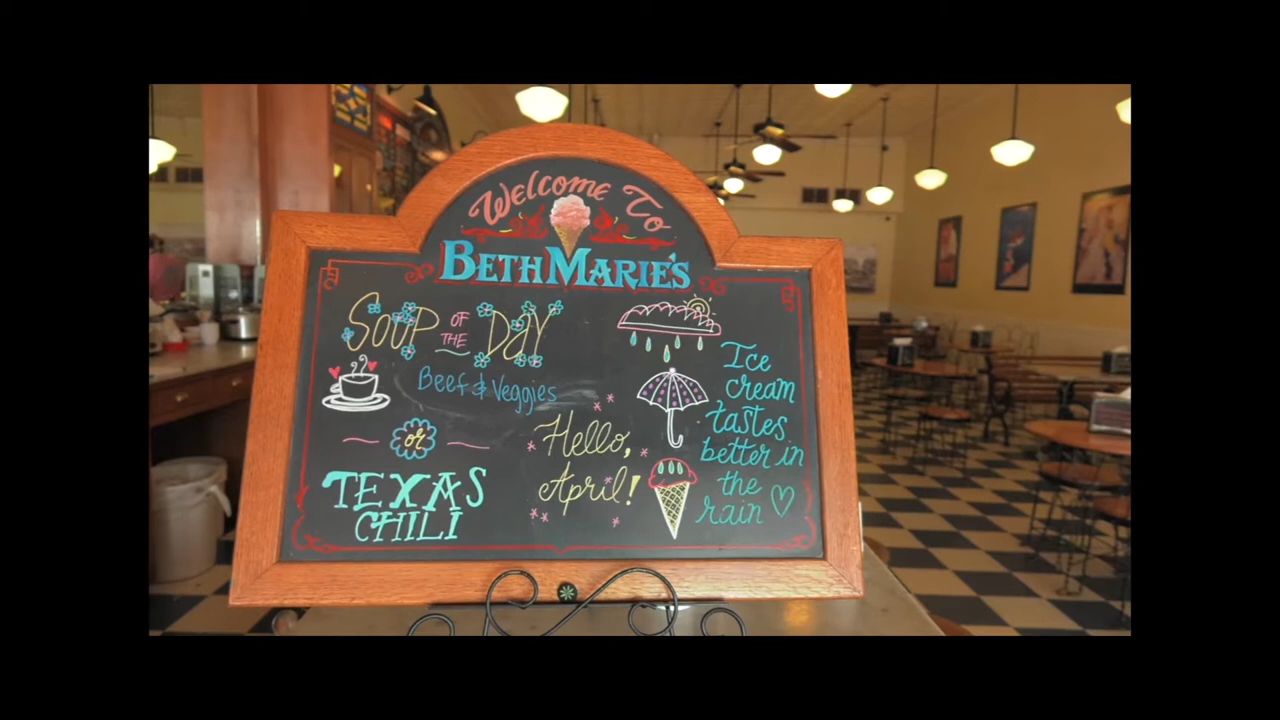 Welcome To
BETH MARIE'S
SOUP OF THE DAY
Beef & Veggies
or
TEXAS
CHILI
Hello,
April!
Ice
cream
tastes
better in
the
rain